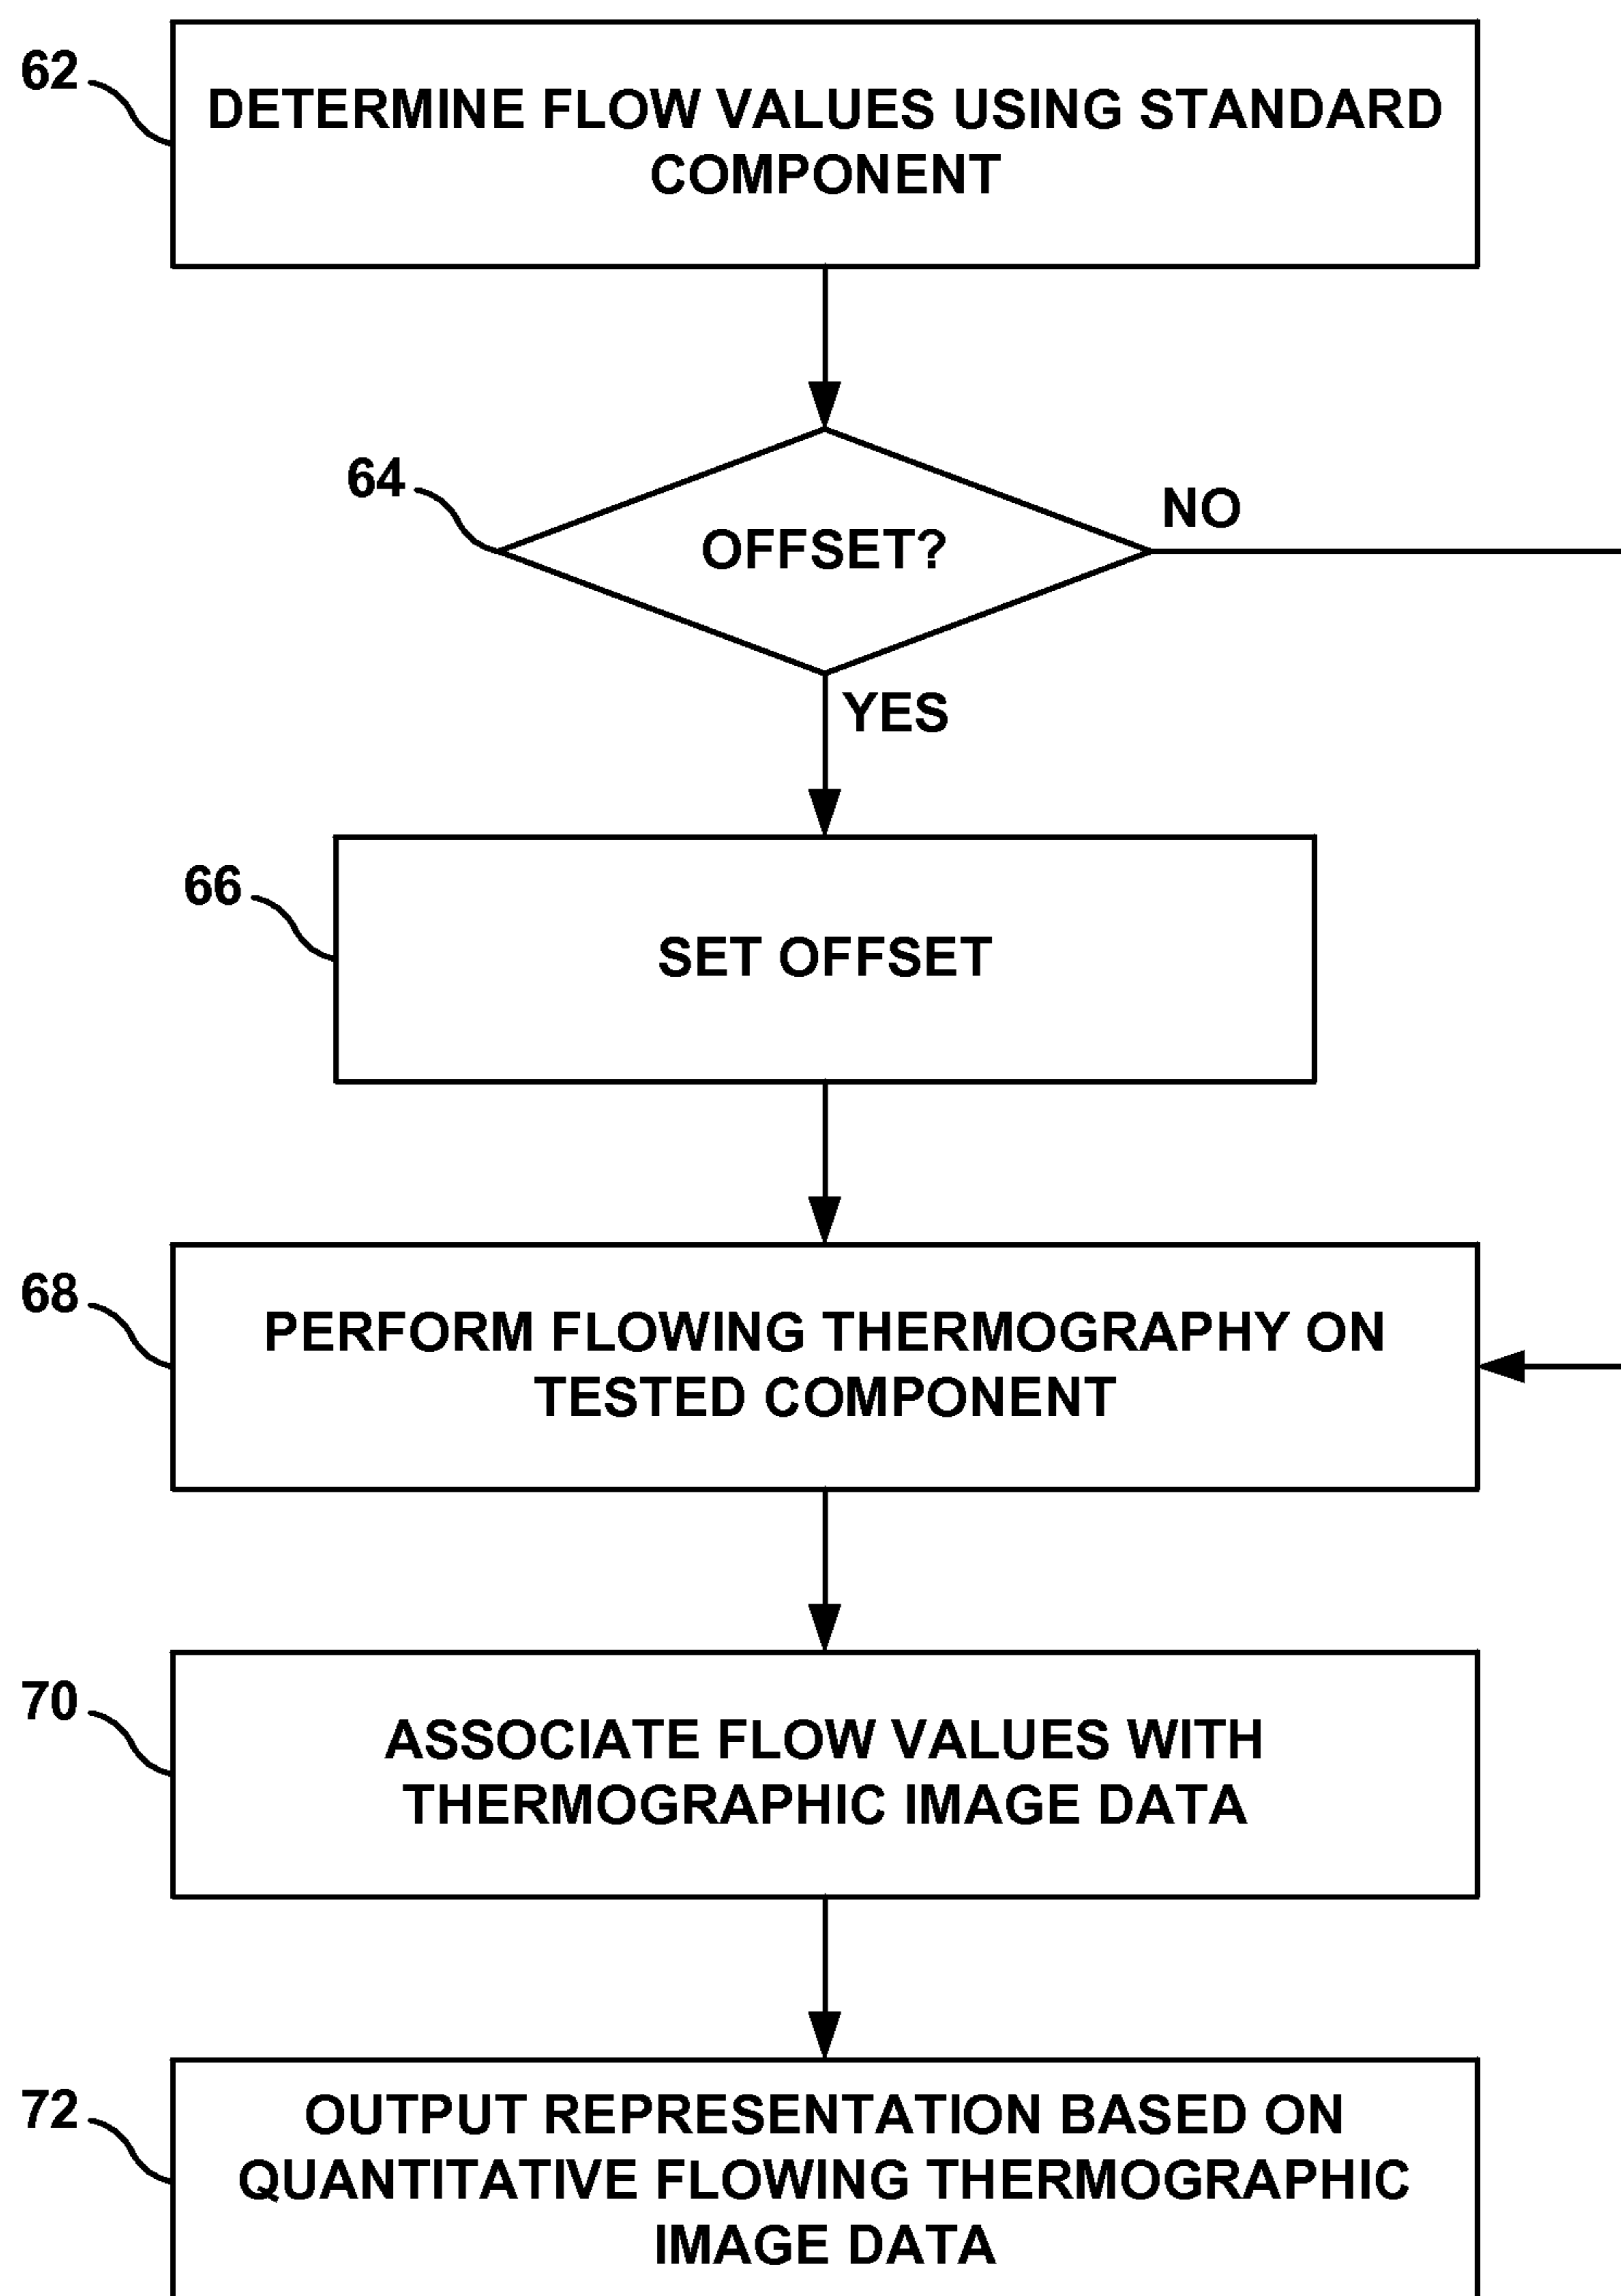 62
DETERMINE FLOW VALUES USING STANDARD
COMPONENT
64
OFFSET?
NO
YES
66
SET OFFSET
68
PERFORM FLOWING THERMOGRAPHY ON
TESTED COMPONENT
70
ASSOCIATE FLOW VALUES WITH
THERMOGRAPHIC IMAGE DATA
72
OUTPUT REPRESENTATION BASED ON
QUANTITATIVE FLOWING THERMOGRAPHIC
IMAGE DATA